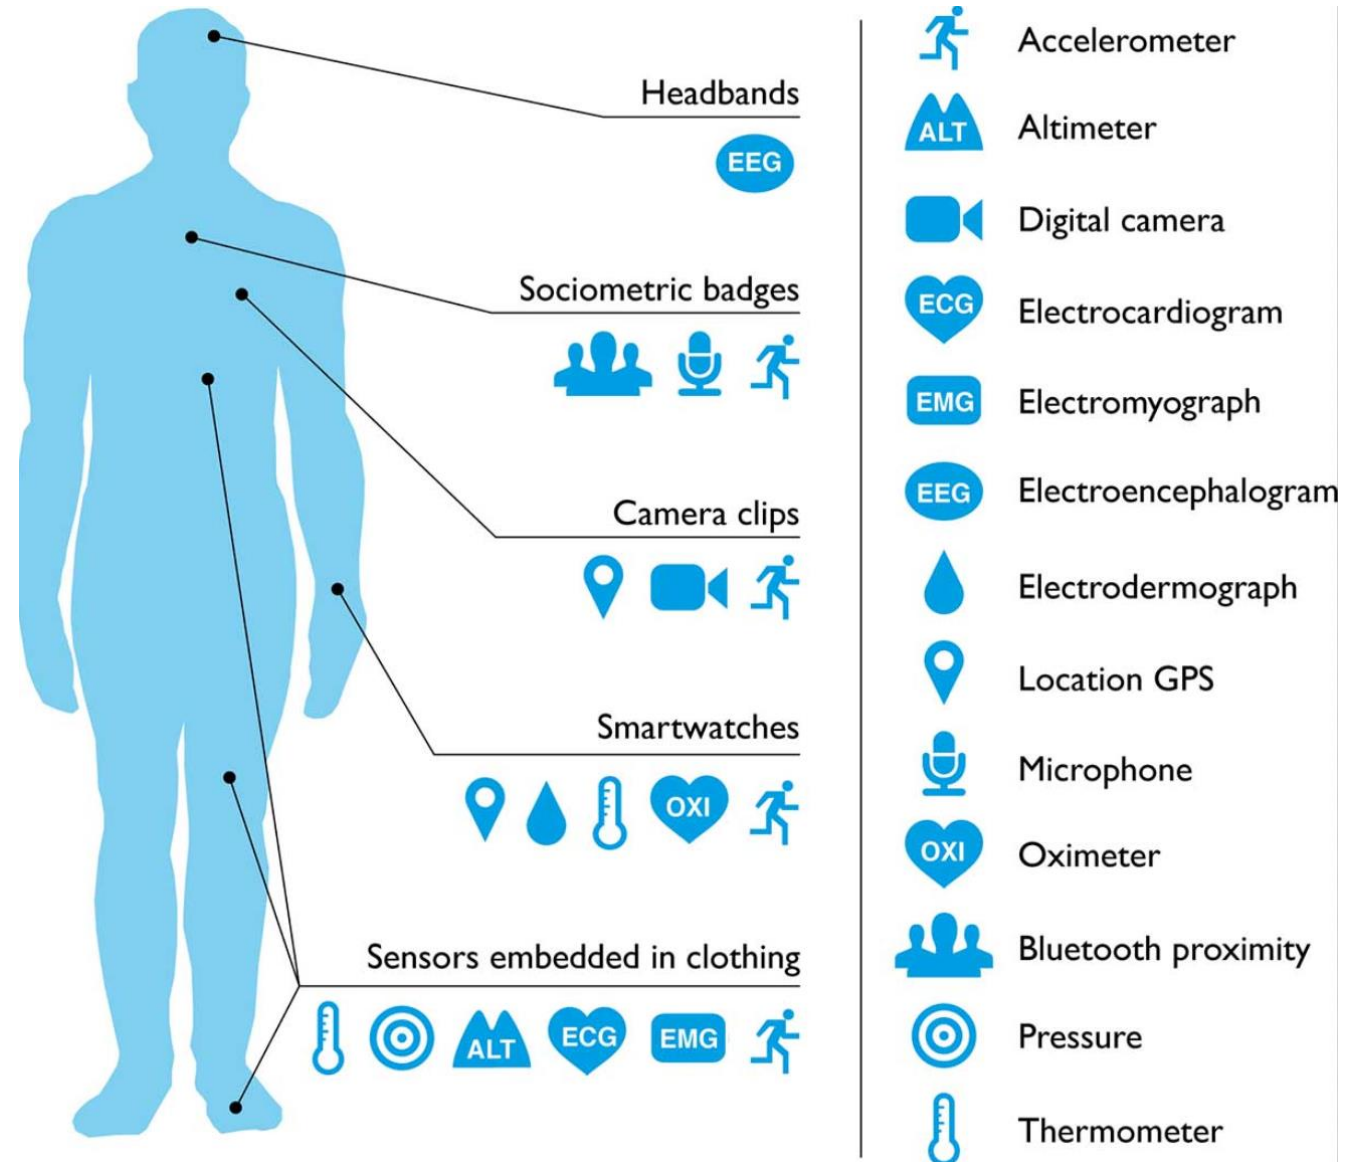 Headbands
EEG
Sociometric badges
Camera clips
Smartwatches
OXI
Sensors embedded in clothing
ALT ECG EMG
Accelerometer
ALT Altimeter
Digital camera
ECG Electrocardiogram
EMG Electromyograph
EEG Electroencephalogram
Electrodermograph
Location GPS
Microphone
OXI Oximeter
Bluetooth proximity
Pressure
Thermometer